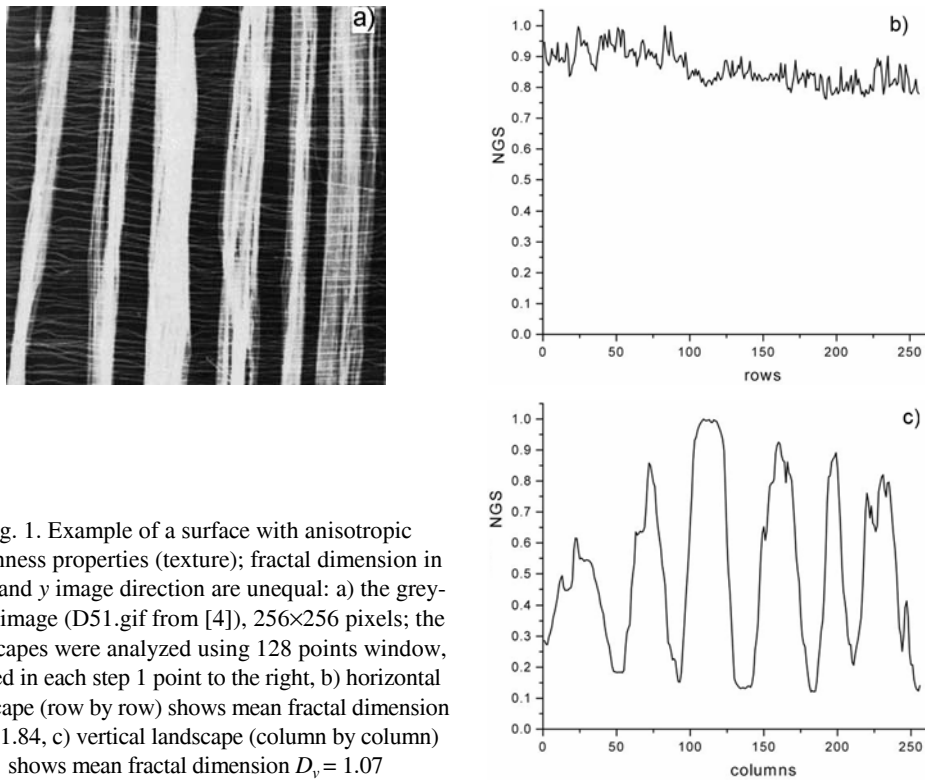 a)
b)
1.0
0.9
0.8
0.7
0.6
0.5
0.4
0.3
0.2
0.1
0.0
NGS
0 50 100 150 200 250
rows
c)
1.0
0.9
0.8
0.7
0.6
0.5
0.4
0.3
0.2
0.1
0.0
NGS
0 50 100 150 200 250
columns
g. 1. Example of a surface with anisotropic
nness properties (texture); fractal dimension in
and y image direction are unequal: a) the grey-
image (D51.gif from [4]), 256×256 pixels; the
capes were analyzed using 128 points window,
ed in each step 1 point to the right, b) horizontal
cape (row by row) shows mean fractal dimension
1.84, c) vertical landscape (column by column)
shows mean fractal dimension Dy = 1.07